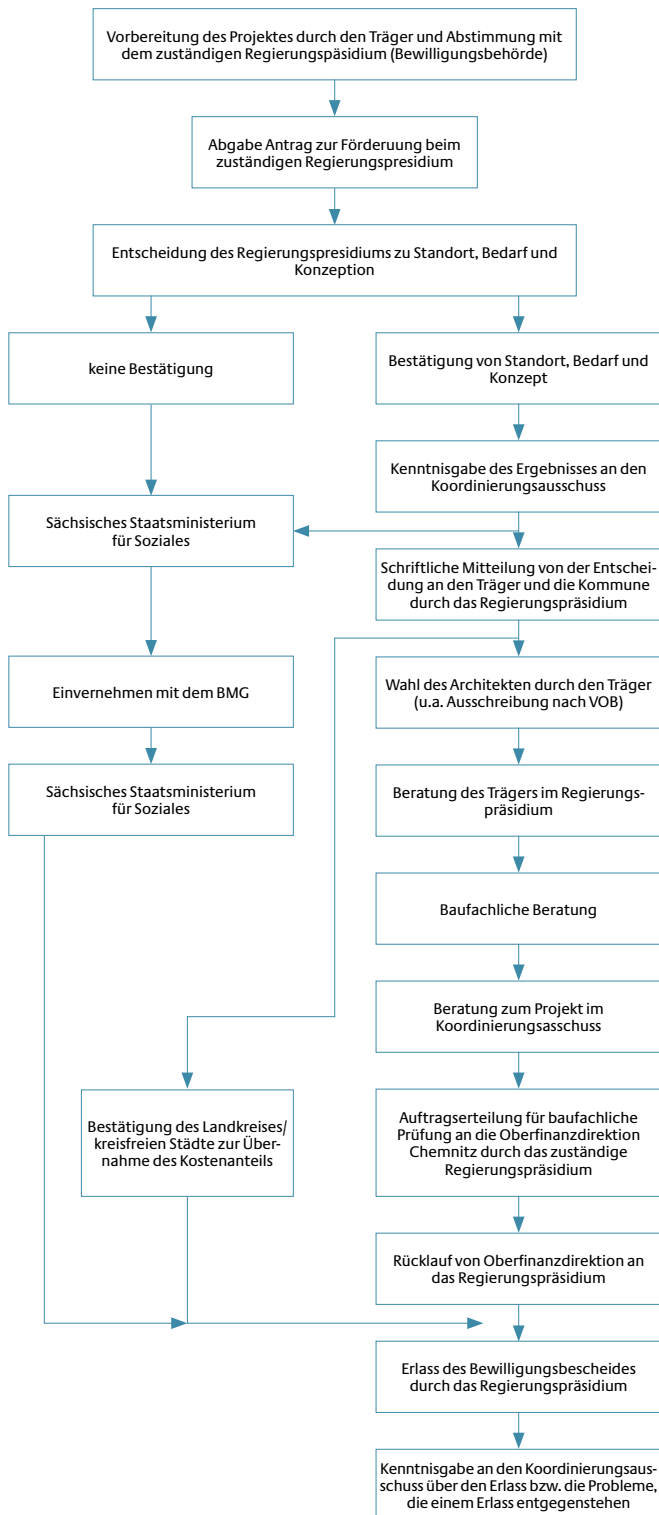 Vorbereitung des Projektes durch den Träger und Abstimmung mit
dem zuständigen Regierungspäsidium (Bewilligungsbehörde)
Abgabe Antrag zur Förderuung beim
zuständigen Regierungspresidium
Entscheidung des Regierungspresidiums zu Standort, Bedarf und
Konzeption
keine Bestätigung
Bestätigung von Standort, Bedarf und
Konzept
Kenntnisgabe des Ergebnisses an den
Koordinierungsausschuss
Sächsisches Staatsministerium
für Soziales
Schriftliche Mitteilung von der Entschei-
dung an den Träger und die Kommune
durch das Regierungspräsidium
Einvernehmen mit dem BMG
Wahl des Architekten durch den Träger
(u.a. Ausschreibung nach VOB)
Sächsisches Staatsministerium
für Soziales
Beratung des Trägers im Regierungs-
präsidium
Baufachliche Beratung
Beratung zum Projekt im
Koordinierungsasschuss
Bestätigung des Landkreises/
kreisfreien Städte zur Über-
nahme des Kostenanteils
Auftragserteilung für baufachliche
Prüfung an die Oberfinanzdirektion
Chemnitz durch das zuständige
Regierungspräsidium
Rücklauf von Oberfinanzdirektion an
das Regierungspräsidium
Erlass des Bewilligungsbescheides
durch das Regierungspräsidium
Kenntnisgabe an den Koordinierungsaus-
schuss über den Erlass bzw. die Probleme,
die einem Erlass entgegenstehen